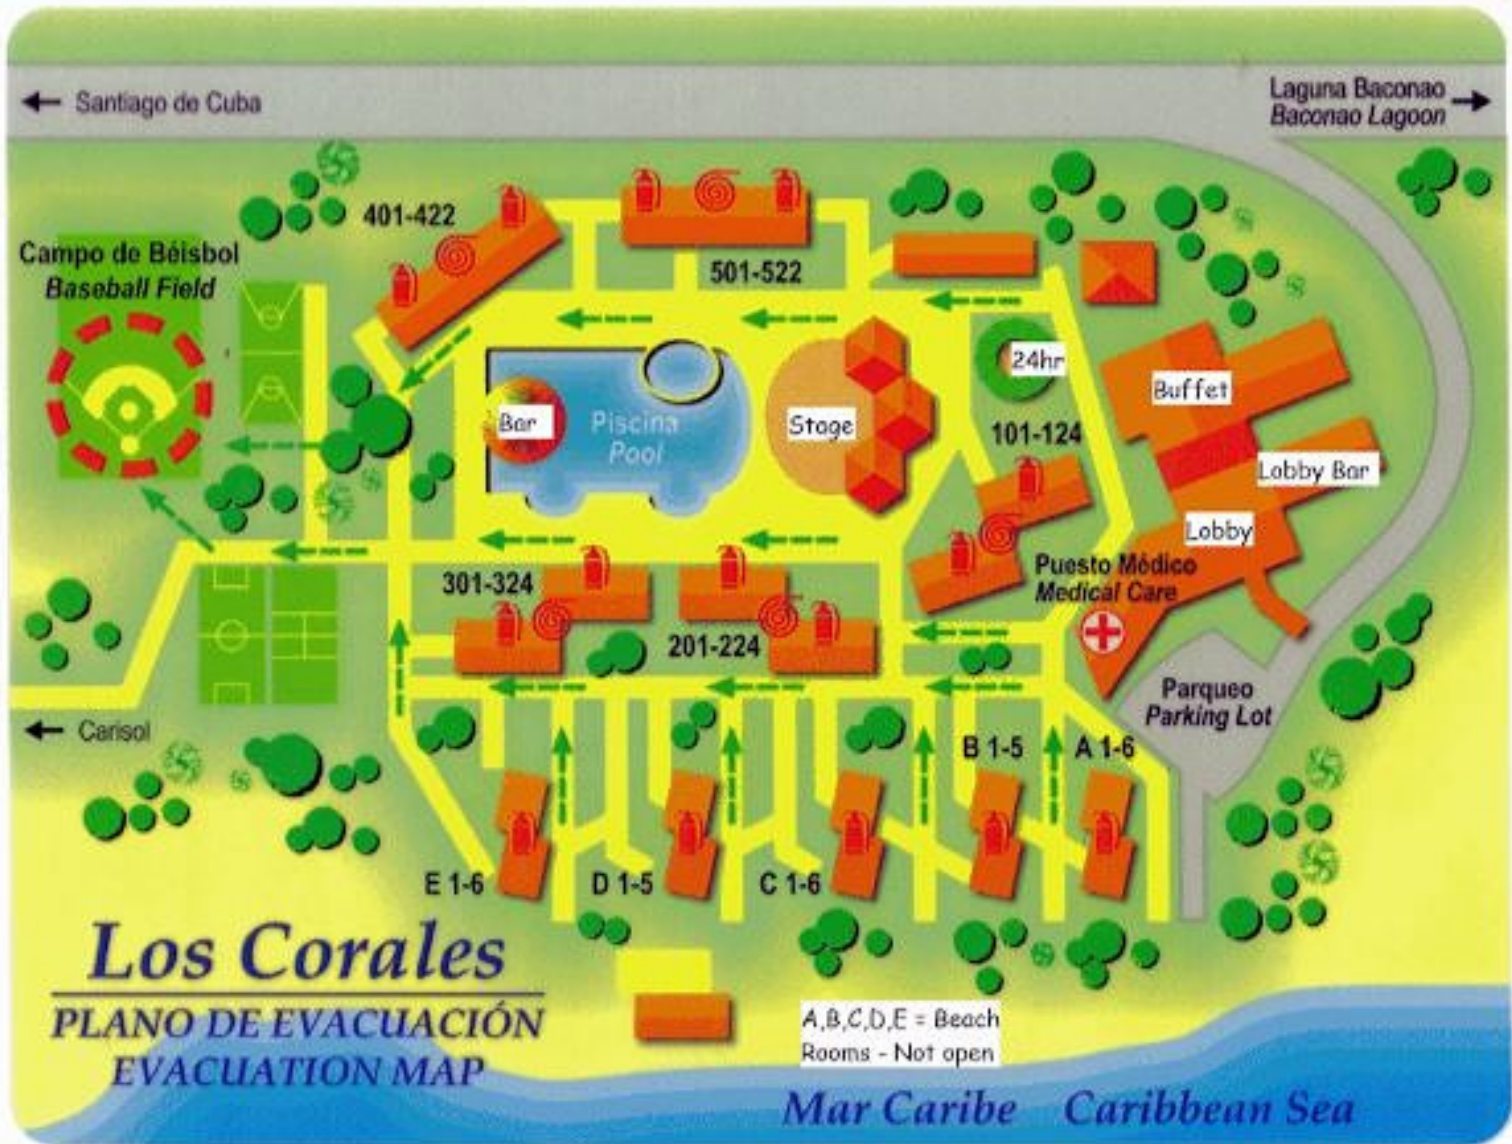 Santiago de Cuba
Laguna Baconao
Baconao Lagoon
401-422
Campo de Béisbol
Baseball Field
501-522
24hr
Buffet
Bar
Piscina
Pool
Stage
101-124
Lobby Bar
Lobby
301-324
Puesto Médico
Medical Care
201-224
Parqueo
Parking Lot
Carisol
B 1-5
A 1-6
E 1-6
D 1-5
C 1-6
Los Corales
PLANO DE EVACUACIÓN
EVACUATION MAP
A,B,C,D,E = Beach
Rooms - Not open
Mar Caribe Caribbean Sea